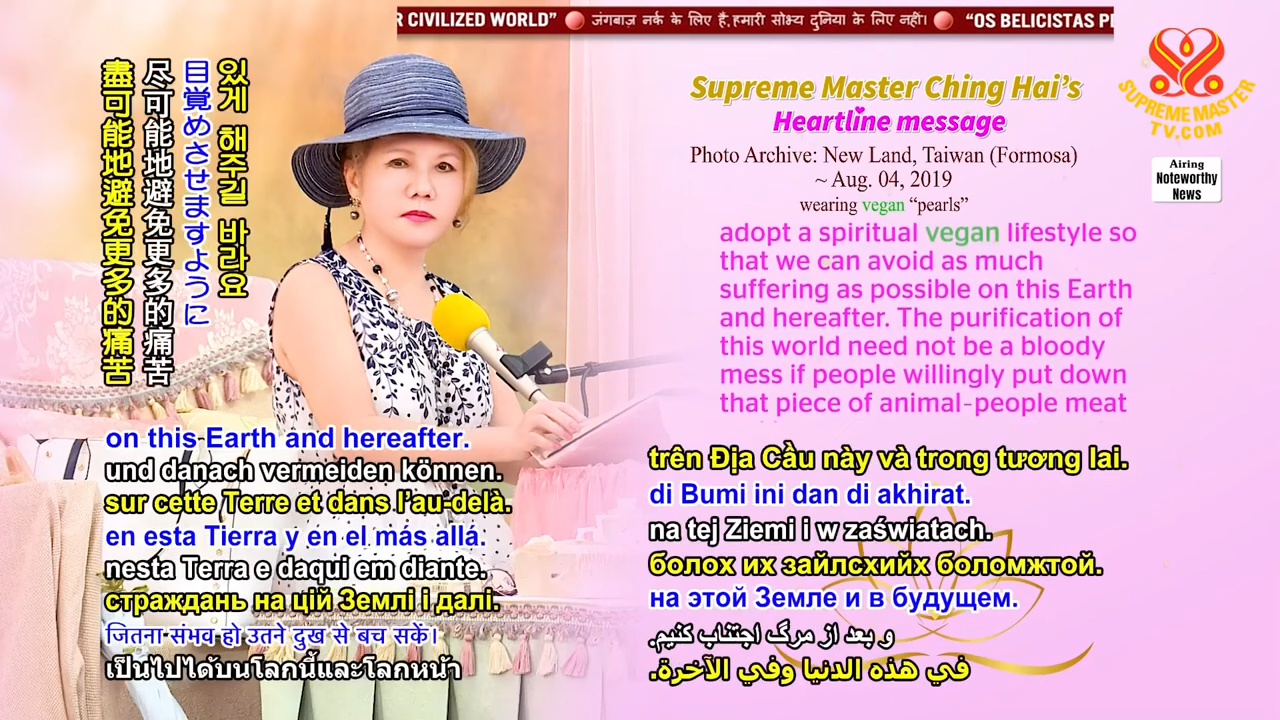 R CIVILIZED WORLD” जंगबाज़ नर्क के लिए हैं, हमारी सोभ्य दुनिया के लिए नहीं। “OS BELICISTAS
Supreme Master Ching Hai’s
Heartline message
Photo Archive: New Land, Taiwan (Formosa)
~ Aug. 04, 2019
wearing vegan “pearls”
adopt a spiritual vegan lifestyle so
that we can avoid as much
suffering as possible on this Earth
and hereafter. The purification of
this world need not be a bloody
mess if people willingly put down
that piece of animal-people meat
SUPREME MASTER
TV.COM
Airing
Noteworthy
News
있게 해주길 바라요
目覚めさせますように
尽可能地避免更多的痛苦
盡可能地避免更多的痛苦
on this Earth and hereafter.
und danach vermeiden können.
sur cette Terre et dans l’au-delà.
en esta Tierra y en el más allá.
nesta Terra e daqui em diante.
страждань на цій Землі і далі.
जितना संभव हो उतने दुख से बच सकें।
เป็นไปได้บนโลกนี้และโลกหน้า
trên Địa Cầu này và trong tương lai.
di Bumi ini dan di akhirat.
na tej Ziemi i w zaświatach.
болох их зайлсхийх боломжтой.
на этой Земле и в будущем.
و بعد از مرگ اجتناب کنیم.
في هذه الدنيا وفي الآخرة.